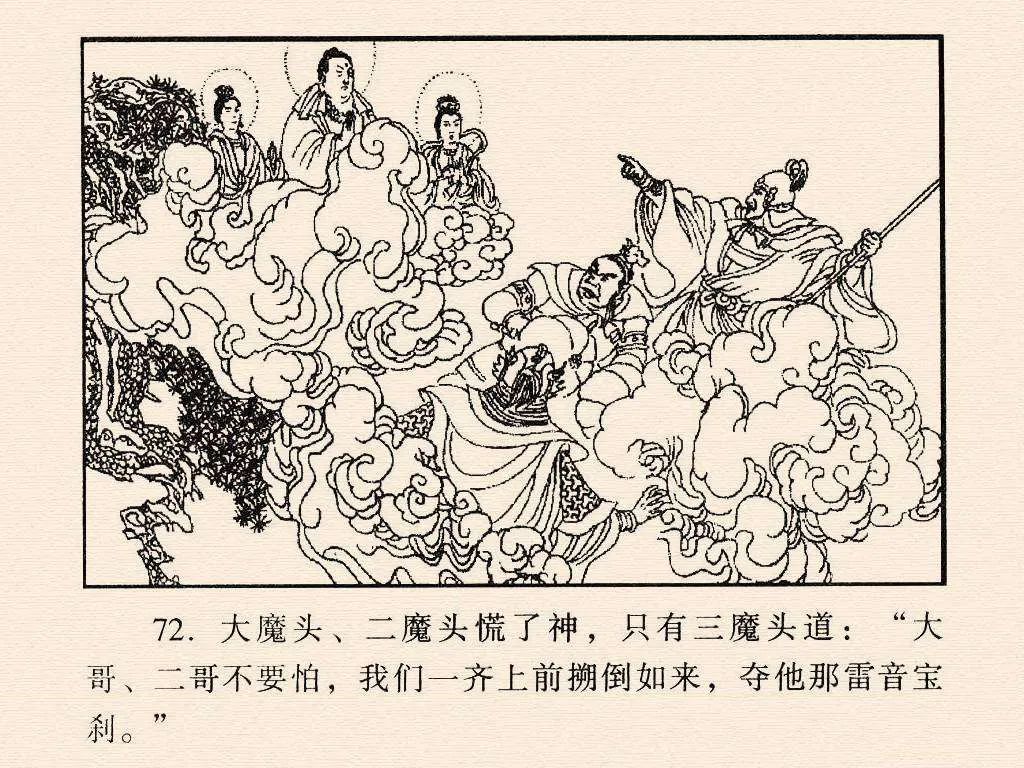 72. 大魔头、二魔头慌了神，只有三魔头道：“大
哥、二哥不要怕，我们一齐上前搠倒如来，夺他那雷音宝
刹。”